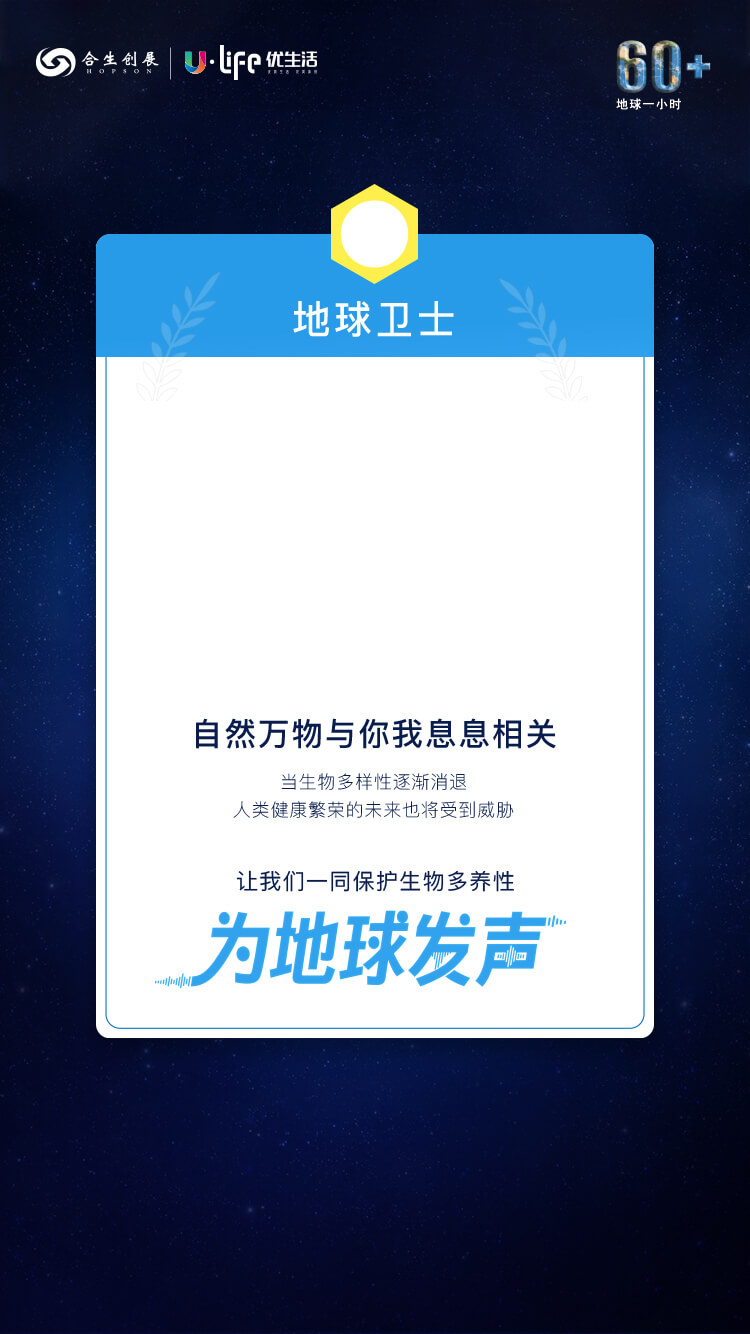 合生创展
HOPSON
U·Life 优生活
60+
地球一小时
地球卫士
自然万物与你我息息相关
当生物多样性逐渐消退
人类健康繁荣的未来也将受到威胁
让我们一同保护生物多养性
为地球发声